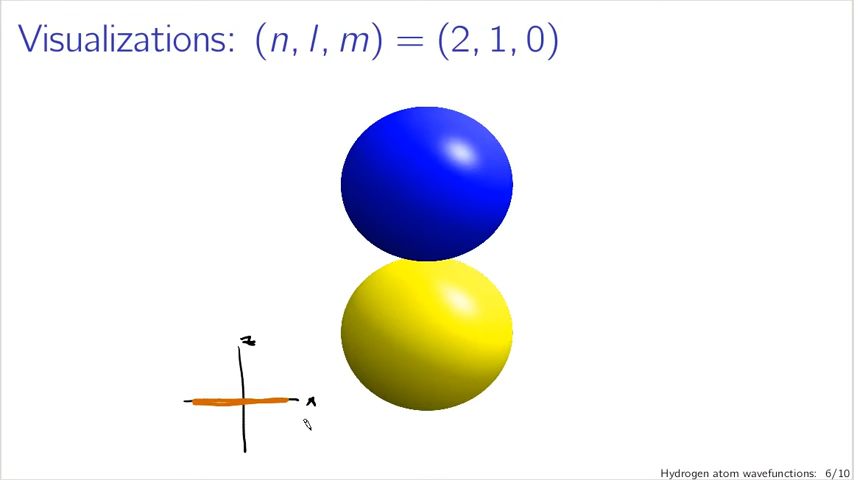 Visualizations: (n, l, m) = (2, 1, 0)
z
x
Hydrogen atom wavefunctions: 6/10